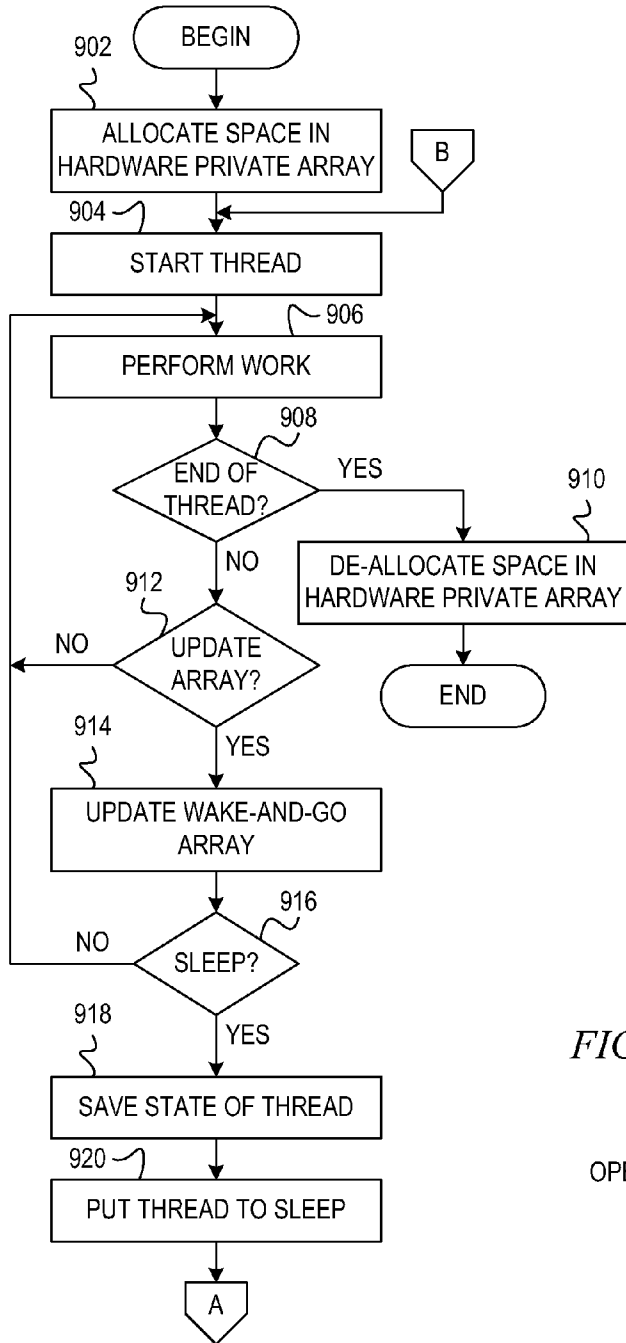 BEGIN
902
ALLOCATE SPACE IN
HARDWARE PRIVATE ARRAY
B
904
START THREAD
906
PERFORM WORK
908
END OF
THREAD?
YES
910
NO
DE-ALLOCATE SPACE IN
HARDWARE PRIVATE ARRAY
912
NO
UPDATE
ARRAY?
END
YES
914
UPDATE WAKE-AND-GO
ARRAY
916
NO
SLEEP?
YES
918
FIG
SAVE STATE OF THREAD
920
OPE
PUT THREAD TO SLEEP
A